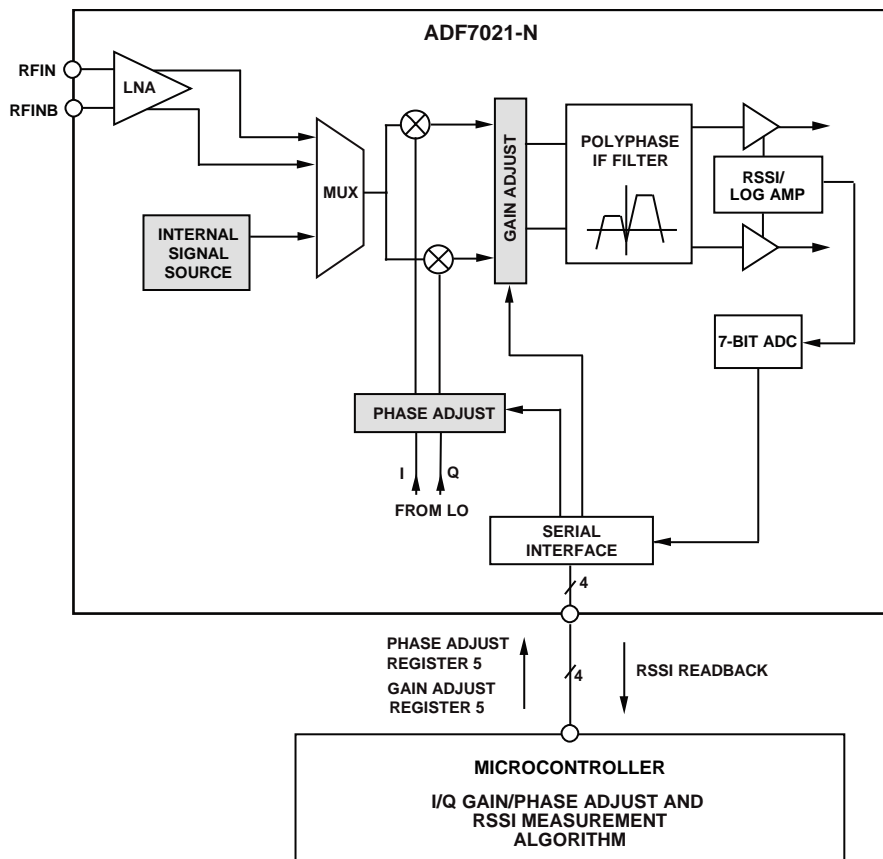 ADF7021-N
RFIN
RFINB
LNA
MUX
INTERNAL
SIGNAL
SOURCE
GAIN ADJUST
POLYPHASE
IF FILTER
RSSI/
LOG AMP
7-BIT ADC
PHASE ADJUST
I
Q
FROM LO
SERIAL
INTERFACE
4
PHASE ADJUST
REGISTER 5
GAIN ADJUST
REGISTER 5
4
RSSI READBACK
MICROCONTROLLER
I/Q GAIN/PHASE ADJUST AND
RSSI MEASUREMENT
ALGORITHM